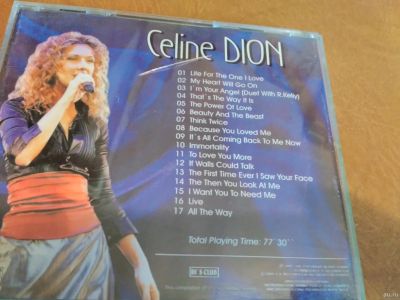 Celine DION
01 Life For The One I Love
02 My Heart Will Go On
03 I´m Your Angel (Duet With R.Kelly)
04 That´s The Way It Is
05 The Power Of Love
06 Beauty And The Beast
07 Think Twice
08 Because You Loved Me
09 It´s All Coming Back To Me Now
10 Immortality
11 To Love You More
12 If Walls Could Talk
13 The First Time Ever I Saw Your Face
14 The Then You Look At Me
15 I Want You To Need Me
16 Live
17 All The Way
Total Playing Time: 77´30´´
This compilation
au.ru